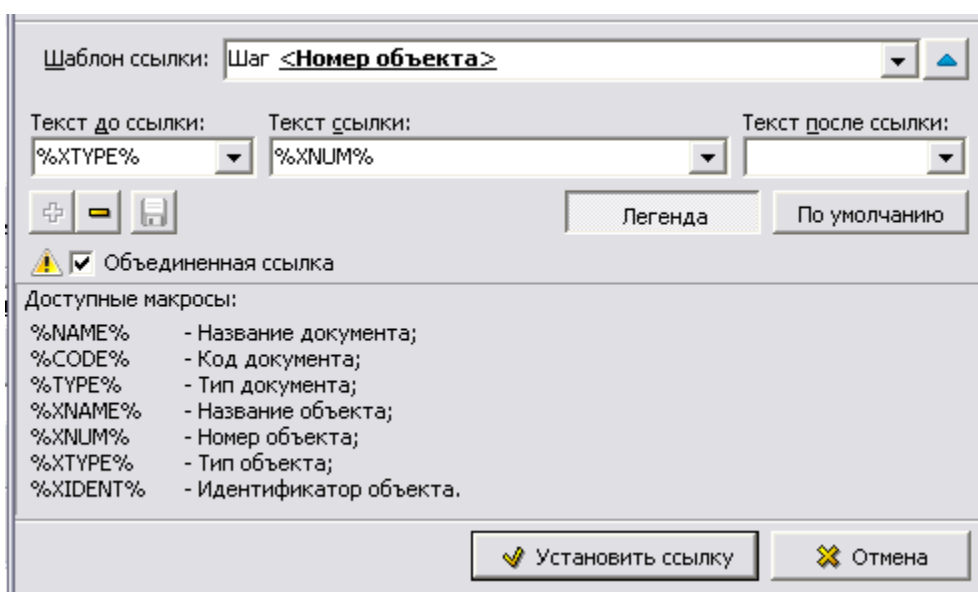 Шаблон ссылки: Шаг <Номер объекта>
Текст до ссылки: Текст ссылки: Текст после ссылки:
%XTYPE% %XNUM%
Легенда По умолчанию
Объединенная ссылка
Доступные макросы:
%NAME% - Название документа;
%CODE% - Код документа;
%TYPE% - Тип документа;
%XNAME% - Название объекта;
%XNUM% - Номер объекта;
%XTYPE% - Тип объекта;
%XIDENT% - Идентификатор объекта.
Установить ссылку Отмена